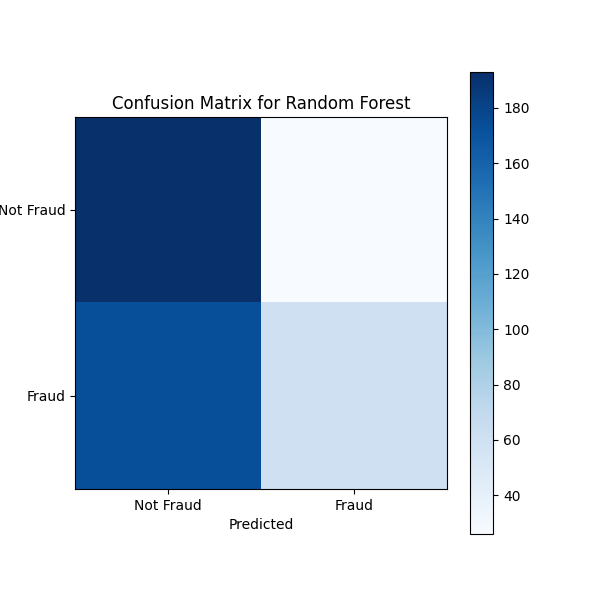 Confusion Matrix for Random Forest
Not Fraud
Fraud
Not Fraud
Fraud
Predicted
180
160
140
120
100
80
60
40